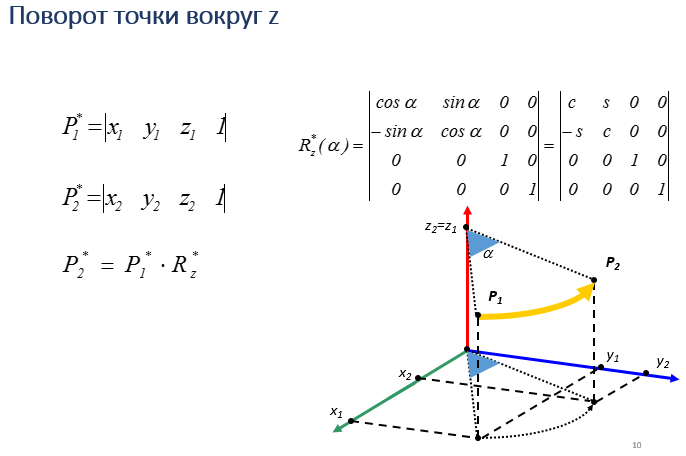 Поворот точки вокруг z
P₁* = |x₁ y₁ z₁ 1|
P₂* = |x₂ y₂ z₂ 1|
P₂* = P₁* · R_z*
R_z*(α) = | cos α sin α 0 0 | = | c s 0 0 |
| − sin α cos α 0 0 | | − s c 0 0 |
| 0 0 1 0 | | 0 0 1 0 |
| 0 0 0 1 | | 0 0 0 1 |
z₂=z₁
α
P₂
P₁
y₁
y₂
x₂
x₁
10